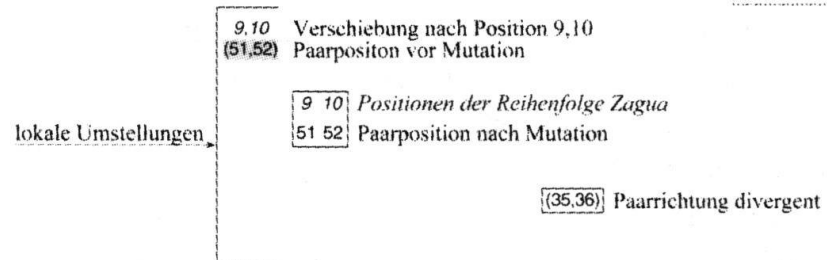 9,10 Verschiebung nach Position 9,10
(51,52) Paarpositon vor Mutation
9 10 Positionen der Reihenfolge Zagua
lokale Umstellungen 51 52 Paarposition nach Mutation
(35,36) Paarrichtung divergent